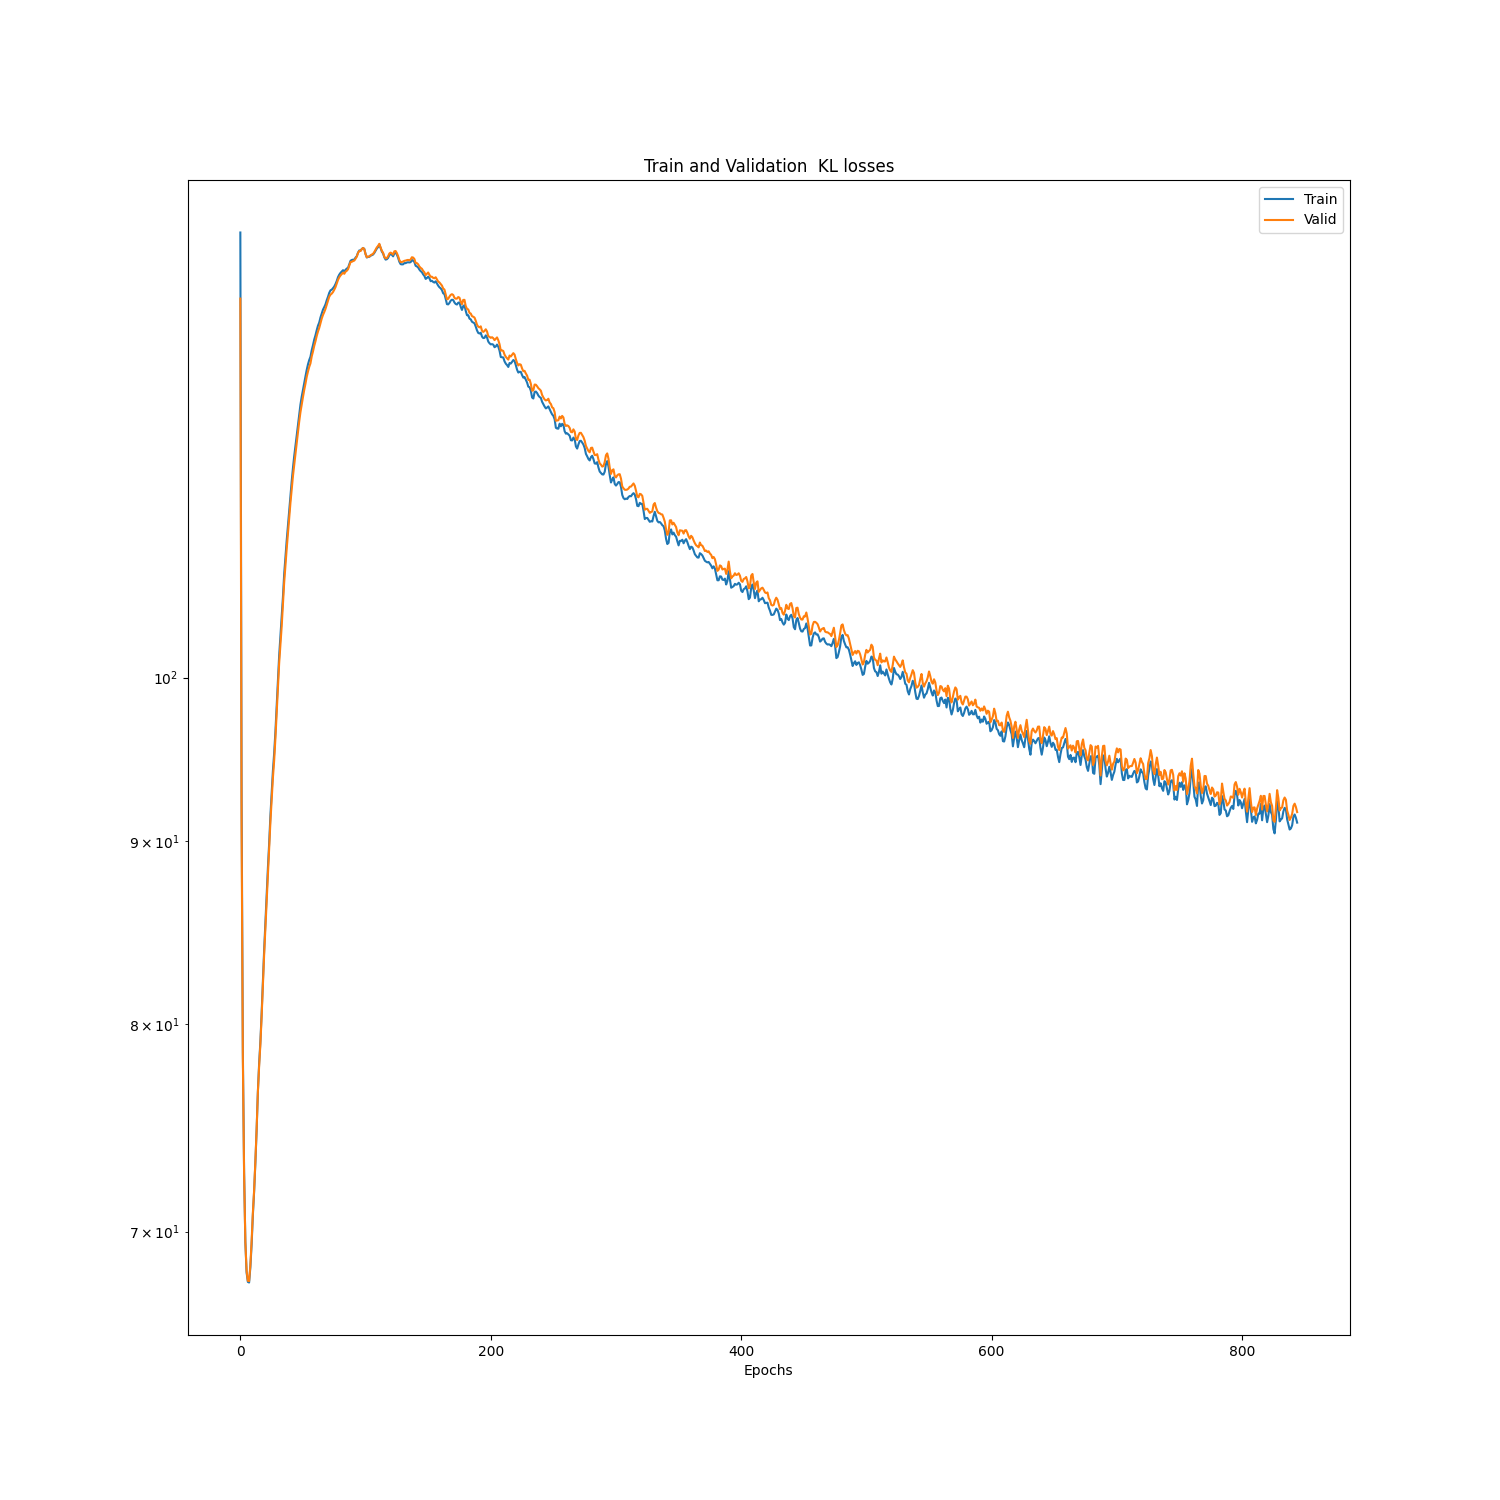 Train and Validation  KL losses
Train
Valid
10²
9 × 10¹
8 × 10¹
7 × 10¹
0 200 400 600 800
Epochs